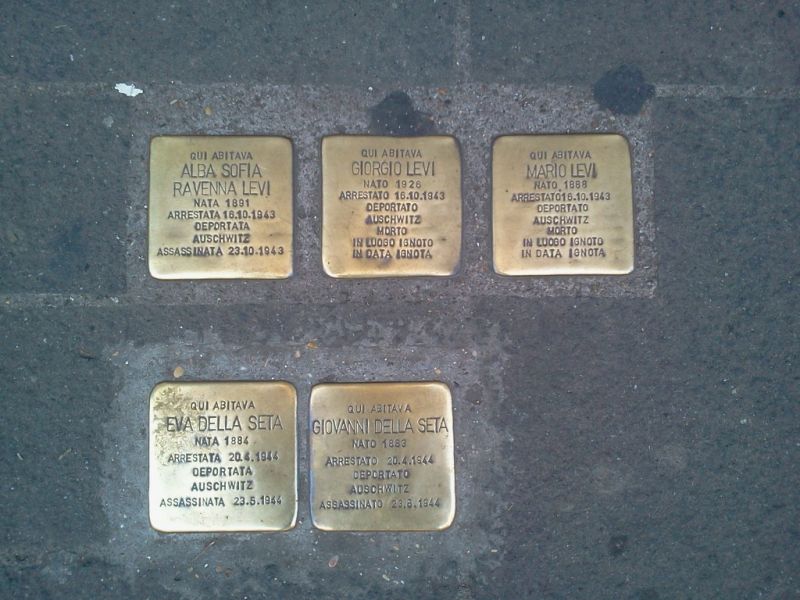 QUI ABITAVA
ALBA SOFIA
RAVENNA LEVI
NATA 1891
ARRESTATA 16.10.1943
DEPORTATA
AUSCHWITZ
ASSASSINATA 23.10.1943
QUI ABITAVA
GIORGIO LEVI
NATO 1926
ARRESTATO 16.10.1943
DEPORTATO
AUSCHWITZ
MORTO
IN LUOGO IGNOTO
IN DATA IGNOTA
QUI ABITAVA
MARIO LEVI
NATO 1888
ARRESTATO 16.10.1943
DEPORTATO
AUSCHWITZ
MORTO
IN LUOGO IGNOTO
IN DATA IGNOTA
QUI ABITAVA
EVA DELLA SETA
NATA 1884
ARRESTATA 20.4.1944
DEPORTATA
AUSCHWITZ
ASSASSINATA 23.5.1944
QUI ABITAVA
GIOVANNI DELLA SETA
NATO 1883
ARRESTATO 20.4.1944
DEPORTATO
AUSCHWITZ
ASSASSINATO